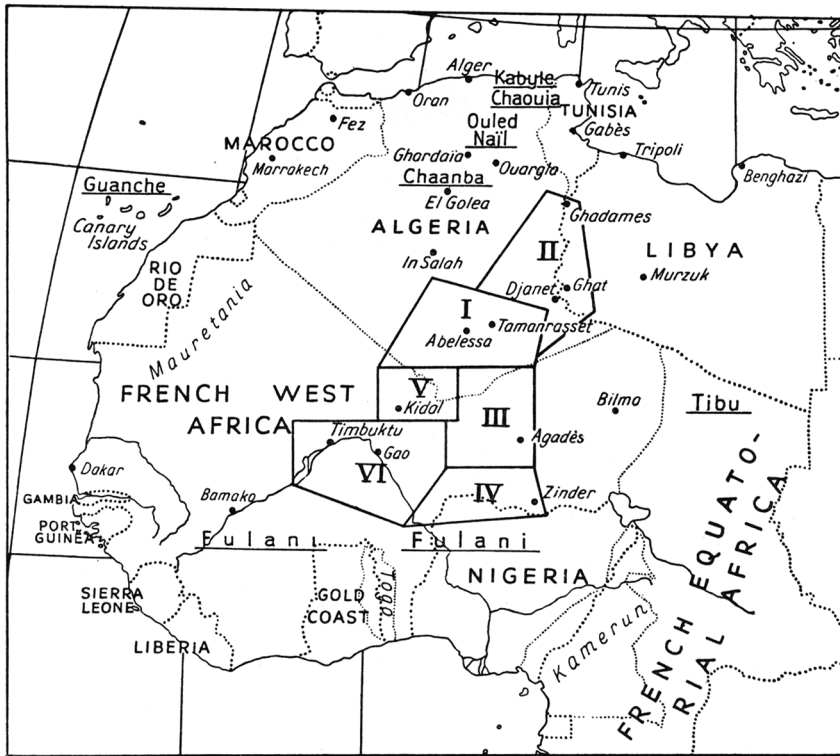 Alger
Kabyle
Chaouia
Tunis
Oran
TUNISIA
Ouled
Naïl
Fez
Gabès
MAROCCO
Marrakech
Ghardaïa
Ouargla
Tripoli
Benghazi
Guanche
Chaanba
El Golea
Canary
Islands
Ghadames
ALGERIA
II
LIBYA
In Salah
RIO
DE
ORO
Djanet
Ghat
Murzuk
Mauretania
I
Abelessa
Tamanrasset
FRENCH WEST
AFRICA
V
Kidal
III
Bilma
Tibu
Timbuktu
Gao
Agadès
VI
Dakar
IV
Zinder
GAMBIA
Bamako
PORT.
GUINEA
Fulani
Fulani
SIERRA
LEONE
GOLD
COAST
Togo
NIGERIA
LIBERIA
Kamerun
FRENCH EQUATO-
RIAL AFRICA